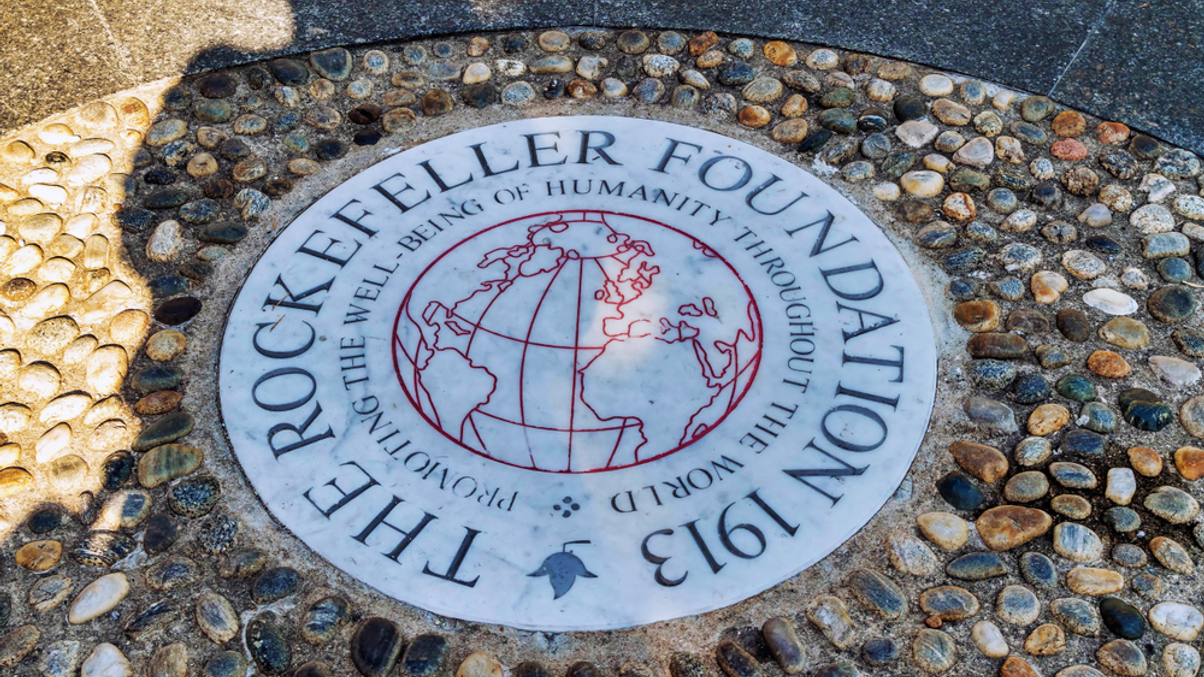 THE ROCKEFELLER FOUNDATION 1913
PROMOTING THE WELL-BEING OF HUMANITY THROUGHOUT THE WORLD